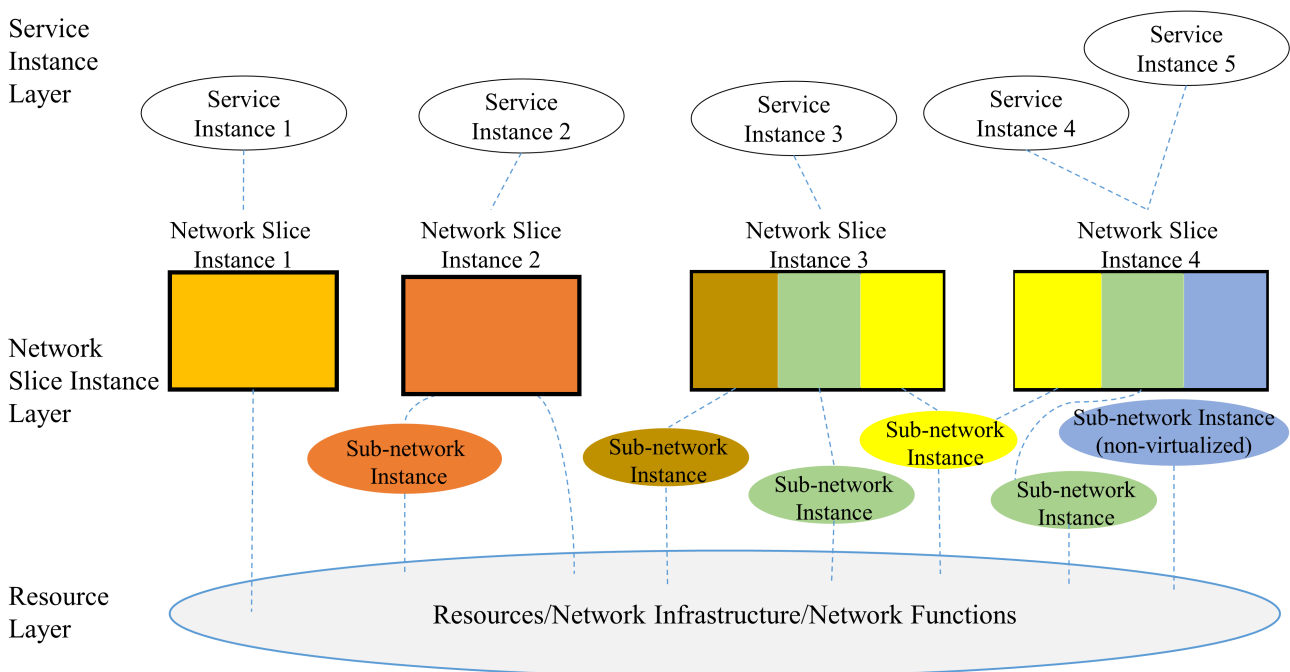 Service
Instance
Layer
Service
Instance 1
Service
Instance 2
Service
Instance 3
Service
Instance 4
Service
Instance 5
Network Slice
Instance 1
Network Slice
Instance 2
Network Slice
Instance 3
Network Slice
Instance 4
Network
Slice Instance
Layer
Sub-network
Instance
Sub-network
Instance
Sub-network
Instance
Sub-network
Instance
Sub-network
Instance
Sub-network Instance
(non-virtualized)
Resource
Layer
Resources/Network Infrastructure/Network Functions